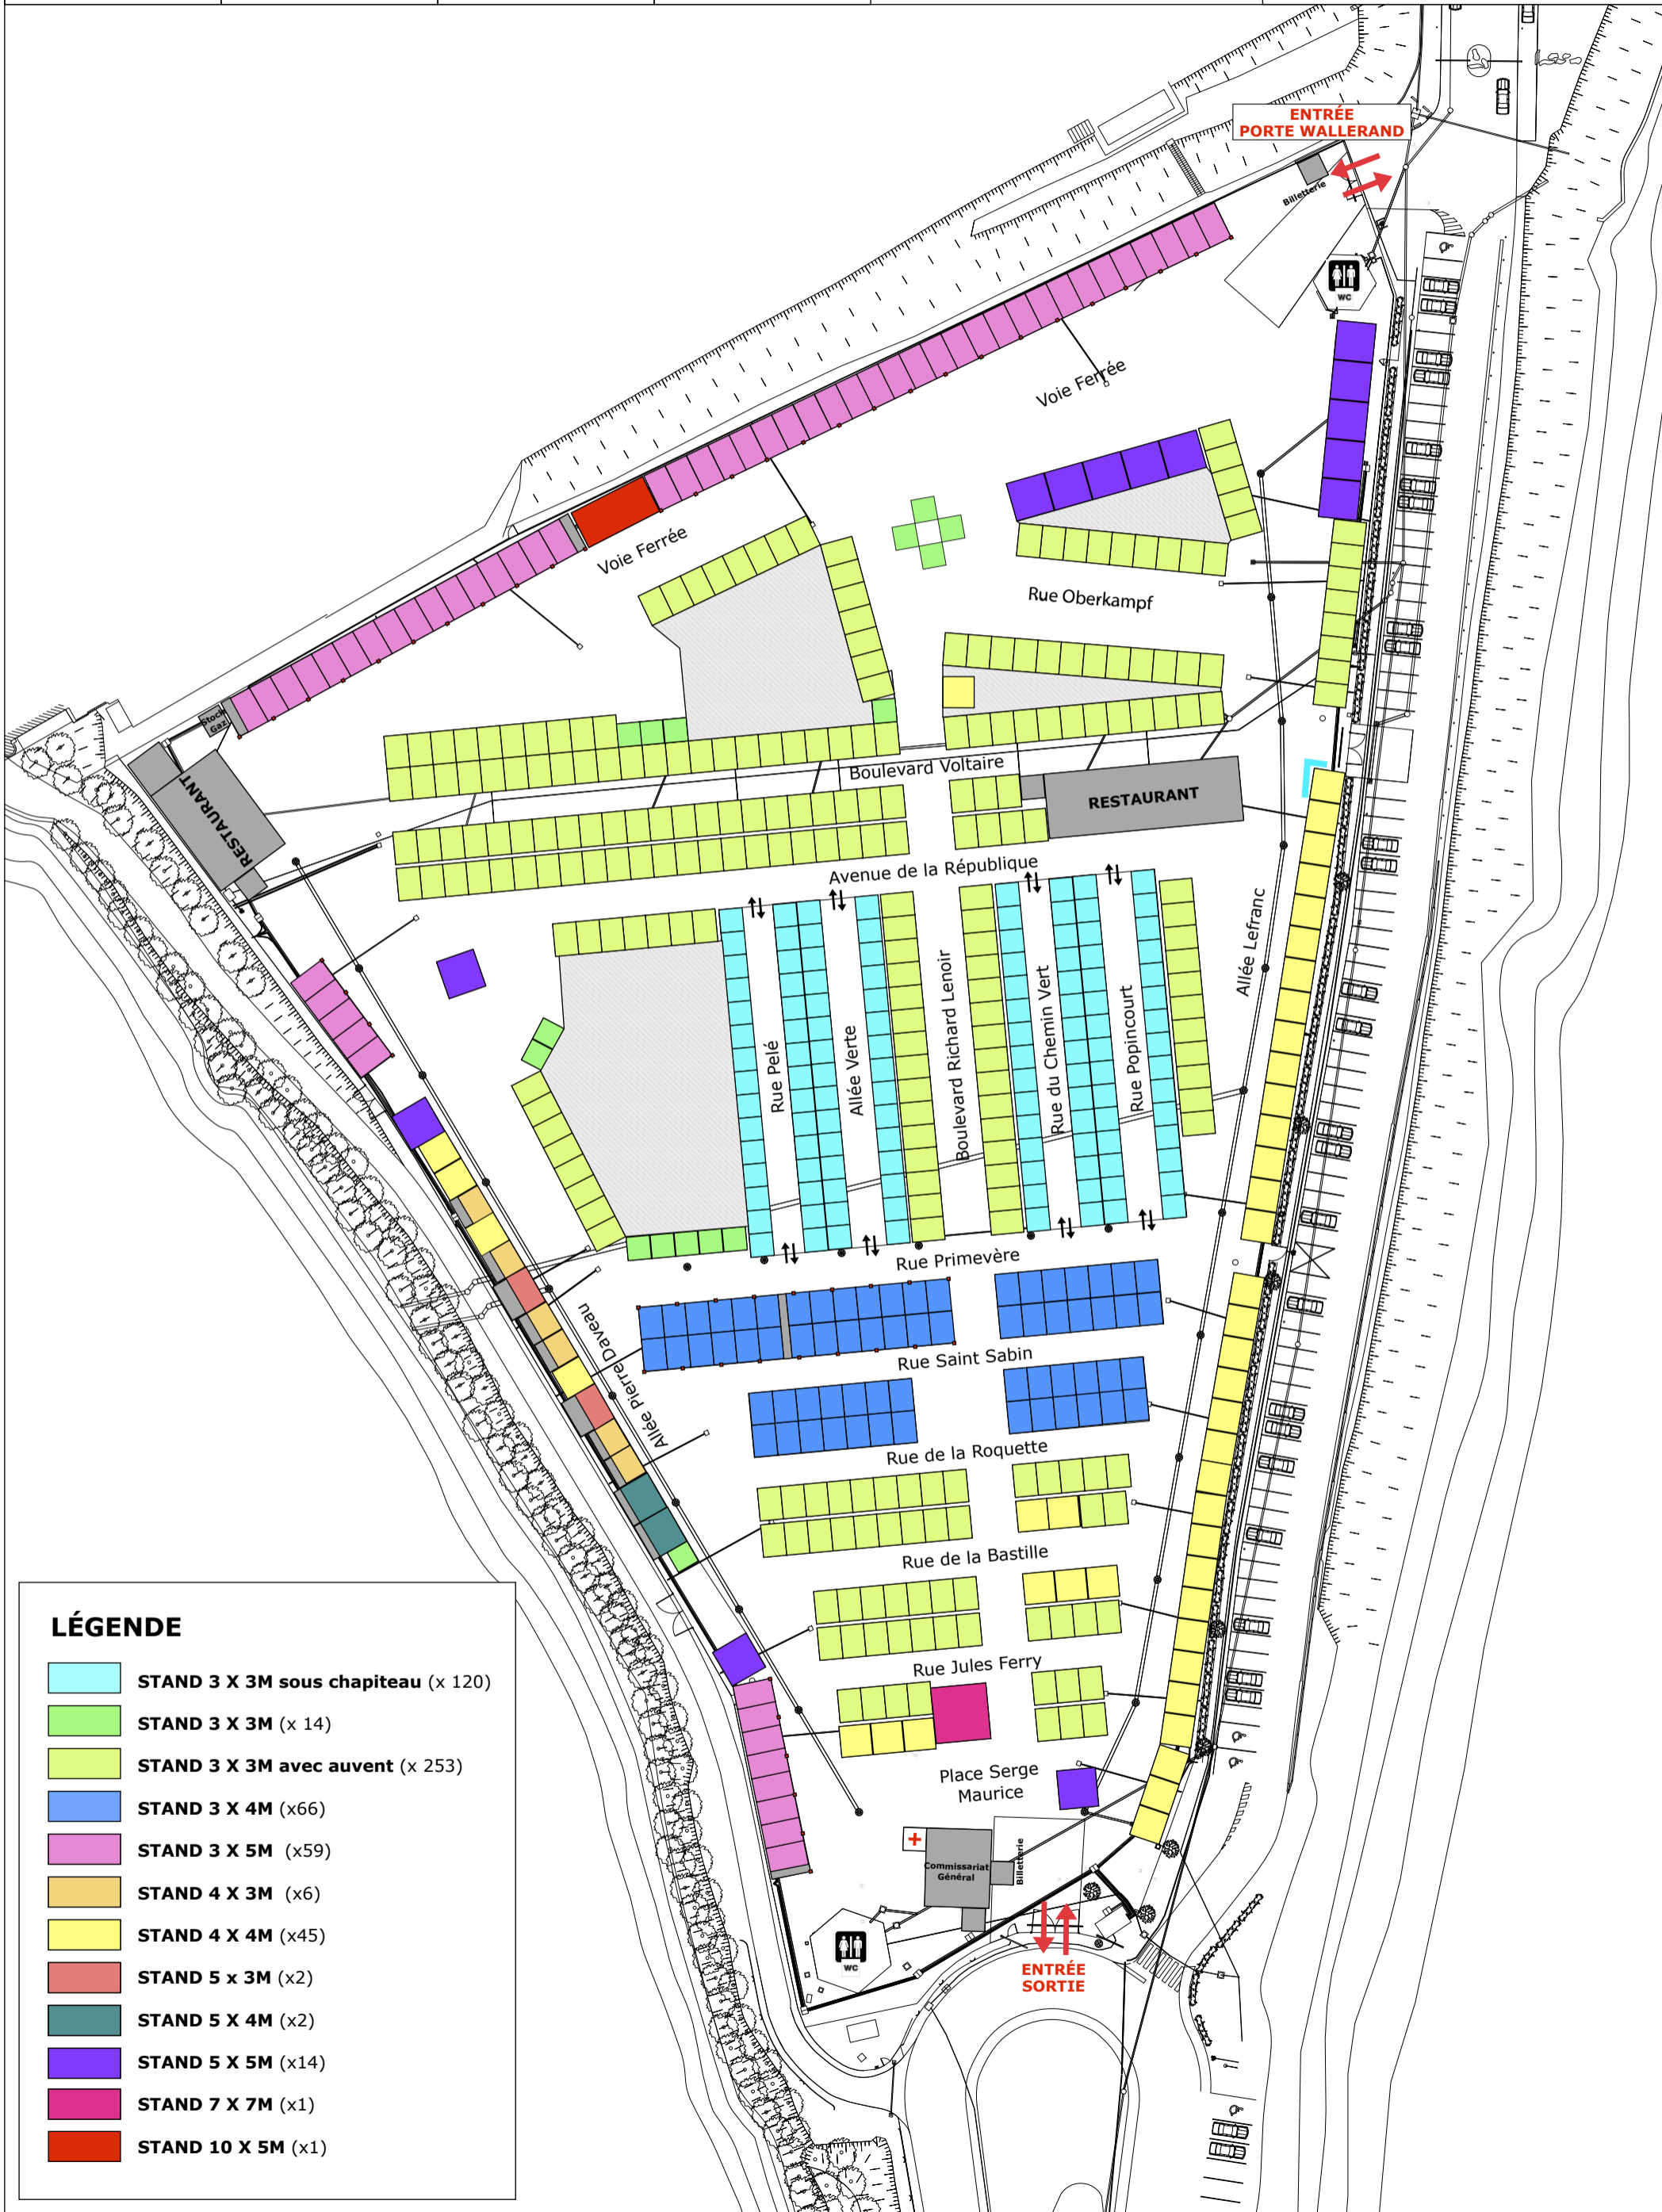 ENTRÉE
PORTE WALLERAND
Billetterie
WC
Voie Ferrée
Voie Ferrée
Rue Oberkampf
Stock
Gaz
RESTAURANT
Boulevard Voltaire
RESTAURANT
Avenue de la République
Allée Lefranc
Rue Pelé
Allée Verte
Boulevard Richard Lenoir
Rue du Chemin Vert
Rue Popincourt
Rue Primevère
Allée Pierre Daveau
Rue Saint Sabin
Rue de la Roquette
Rue de la Bastille
Rue Jules Ferry
Place Serge
Maurice
Commissariat
Général
Billetterie
WC
ENTRÉE
SORTIE
LÉGENDE
STAND 3 X 3M sous chapiteau (x 120)
STAND 3 X 3M (x 14)
STAND 3 X 3M avec auvent (x 253)
STAND 3 X 4M (x66)
STAND 3 X 5M (x59)
STAND 4 X 3M (x6)
STAND 4 X 4M (x45)
STAND 5 x 3M (x2)
STAND 5 X 4M (x2)
STAND 5 X 5M (x14)
STAND 7 X 7M (x1)
STAND 10 X 5M (x1)